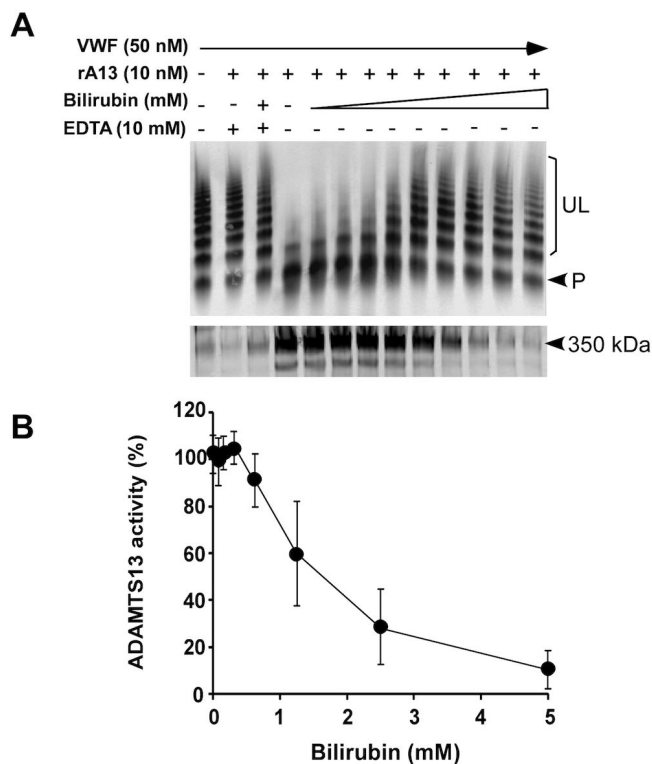 A
VWF (50 nM)
rA13 (10 nM) - + + + + + + + + + + + +
Bilirubin (mM) - - + -
EDTA (10 mM) - + + - - - - - - - - - -
UL
P
350 kDa
B
ADAMTS13 activity (%)
120
100
80
60
40
20
0
0 1 2 3 4 5
Bilirubin (mM)